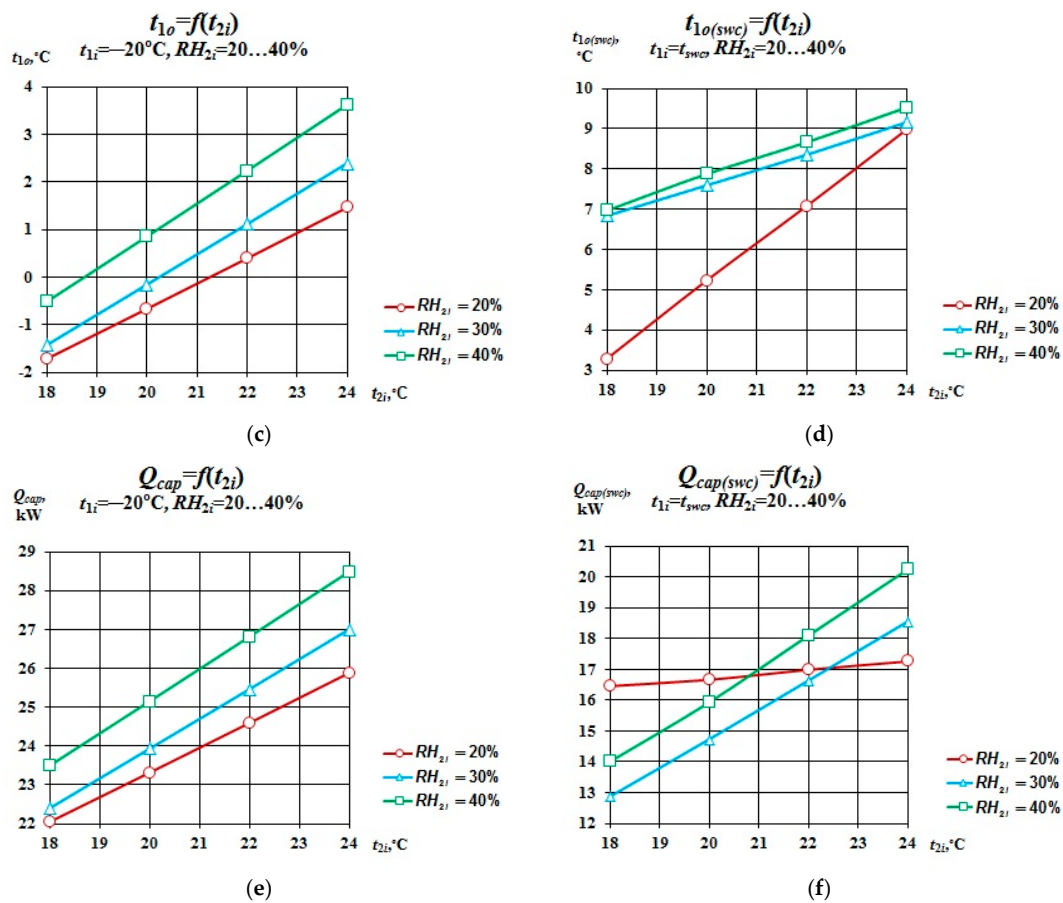 t1o=f(t2i)
t1i=—20°C, RH2i=20…40%
t1o,°C
4
3
2
1
0
-1
-2
18 19 20 21 22 23 24 t2i,°C
RH2i = 20%
RH2i = 30%
RH2i = 40%
(c)
t1o(swc)=f(t2i)
t1i=tswc, RH2i=20…40%
t1o(swc),
°C
10
9
8
7
6
5
4
3
18 19 20 21 22 23 24 t2i,°C
RH2i = 20%
RH2i = 30%
RH2i = 40%
(d)
Qcap=f(t2i)
t1i=—20°C, RH2i=20…40%
Qcap,
kW
29
28
27
26
25
24
23
22
18 19 20 21 22 23 24 t2i,°C
RH2i = 20%
RH2i = 30%
RH2i = 40%
(e)
Qcap(swc)=f(t2i)
t1i=tswc, RH2i=20…40%
Qcap(swc),
kW
21
20
19
18
17
16
15
14
13
12
18 19 20 21 22 23 24 t2i,°C
RH2i = 20%
RH2i = 30%
RH2i = 40%
(f)